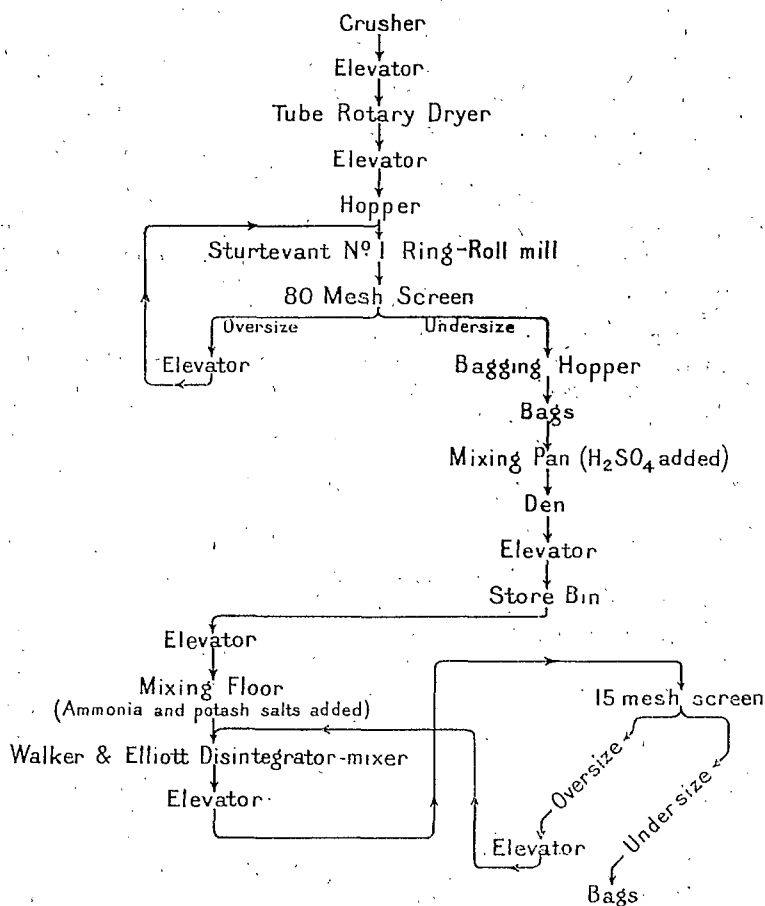 Crusher
Elevator
Tube Rotary Dryer
Elevator
Hopper
Sturtevant Nº 1 Ring-Roll mill
80 Mesh Screen
Oversize
Undersize
Elevator
Bagging Hopper
Bags
Mixing Pan (H₂SO₄ added)
Den
Elevator
Store Bin
Elevator
Mixing Floor
(Ammonia and potash salts added)
15 mesh screen
Walker & Elliott Disintegrator-mixer
Elevator
Oversize
Undersize
Elevator
Bags